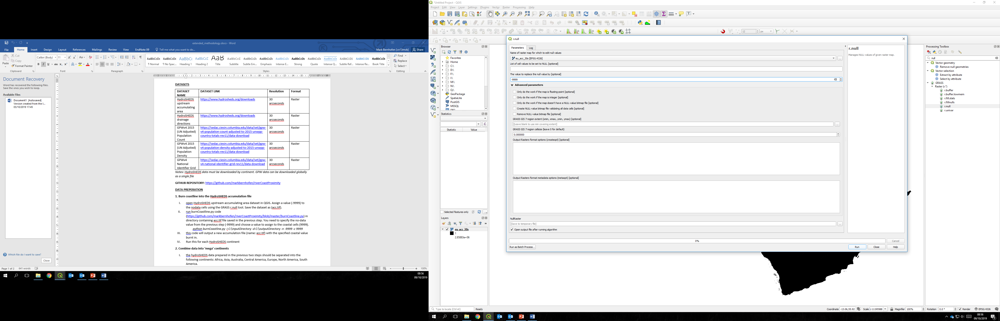 extended_methodology.docx - Word
File Home Insert Design Layout References Mailings Review View EndNote X9 Tell me what you want to do...
Mark Bernhofen [cn13mvb] Share
Paste
Cut
Copy
Format Painter
Clipboard
Calibri (Body) 11
Font
Paragraph
AaBbCcDc AaBbCcDc AaBbCc AaBbCcE AaB AaBbCcD AaBbCcDc AaBbCcDc AaBbCcDc AaBbCcDc AaBbCcDc AaBbCcDc AaBbCcDc AaBbCcDc
¶ Normal ¶ No Spac... Heading 1 Heading 2 Title Subtitle Subtle Em... Emphasis Intense E... Strong Quote Intense Q... Subtle Ref... Intense Re... Book Title
Styles
Find
Replace
Select
Editing
Document Recovery
Word has recovered the following files.
Save the ones you wish to keep.
Available Files
Document1 [Autosaved]
Version created from the l...
03/10/2019 17:45
Which file do I want to save?
Close
DATASETS
DATASET NAME DATASET LINK Resolution Format
HydroSHEDS upstream accumulating area https://www.hydrosheds.org/downloads 30 arcseconds Raster
HydroSHEDS drainage directions https://www.hydrosheds.org/downloads 30 arcseconds Raster
GPWv4 2015 (UN Adjusted) Population Count https://sedac.ciesin.columbia.edu/data/set/gpw-v4-population-count-adjusted-to-2015-unwpp-country-totals-rev11/data-download 30 arcseconds Raster
GPWv4 2015 (UN Adjusted) Population Density https://sedac.ciesin.columbia.edu/data/set/gpw-v4-population-density-adjusted-to-2015-unwpp-country-totals-rev11/data-download 30 arcseconds Raster
GPWv4 National Identifier Grid https://sedac.ciesin.columbia.edu/data/set/gpw-v4-national-identifier-grid-rev11/data-download 30 arcseconds Raster
Notes: HydroSHEDS data must be downloaded by continent. GPW data can be downloaded globally
as a single file
GITHUB REPOSITORY: https://github.com/markbernhofen/riverCoastProximity
DATA PREPERATION
1. Burn coastline into the HydroSHEDS accumulation file
I. open HydroSHEDS upstream accumulating area dataset in QGIS. Assign a value (-9999) to
the nodata cells using the GRASS r.null tool. Save the dataset as (acc.tif).
II. run burnCoastline.py code
(https://github.com/markbernhofen/riverCoastProximity/blob/master/burnCoastline.py) in
directory containing acc.tif file saved in the previous step. You need to specify the no-data
value from the previous step (-9999) and choose a value to assign to the coastal cells (9999).
python burnCoastline.py -i C:\inputDirectory -d C:\outputDirectory -n -9999 -c 9999
III. this code will output a new accumulation file (name: acc.tif) with the specified coastal value
burnt in.
IV. Run this for each HydroSHEDS continent
2. Combine data into 'mega' continents
I. the hydroSHEDS data prepared in the previous two steps should be separated into the
following continents: Africa, Asia, Australia, Central America, Europe, North America, South
America.
Page 1 of 2 641 words
100%
08:56
09/10/2019
*Untitled Project - QGIS
Project Edit View Layer Settings Plugins Vector Raster Processing Help
12 px
Browser
Favorites
Home
C:\
D:\
F:\
I:\
M:\
N:\
Q:\
GeoPackage
SpatiaLite
PostGIS
MSSQL
DB2
Statistics
Statistic Value
Selected features only
Layers
eu_acc_30s
1
2.85883e+06
r.null
Parameters Log
Name of raster map for which to edit null values
eu_acc_30s [EPSG:4326]
List of cell values to be set to NULL [optional]
The value to replace the null value by [optional]
-9999
Advanced parameters
Only do the work if the map is floating-point [optional]
Only do the work if the map is integer [optional]
Only do the work if the map doesn't have a NULL-value bitmap file [optional]
Create NULL-value bitmap file validating all data cells [optional]
Remove NULL-value bitmap file [optional]
GRASS GIS 7 region extent (xmin, xmax, ymin, ymax) [optional]
[Leave blank to use min covering extent]
GRASS GIS 7 region cellsize (leave 0 for default)
0.000000
Output Rasters format options (createopt) [optional]
Output Rasters format metadata options (metaopt) [optional]
NullRaster
[Save to temporary file]
Open output file after running algorithm
0%
Cancel
Run as Batch Process...
Run Close Help
r.null
Manages NULL-values of given raster map.
Processing Toolbox
null
Vector geometry
Remove null geometries
Vector selection
Extract by attribute
Select by attribute
GRASS
Raster (r.*)
r.buffer
r.buffer.lowmem
r.fill.stats
r.fillnulls
r.null
r.univar
Type to locate (Ctrl+K) Ready
Coordinate -13.06,55.92 Scale 1:11195588 Magnifier 100% Rotation 0.0 ° Render EPSG:4326
08:56
09/10/2019